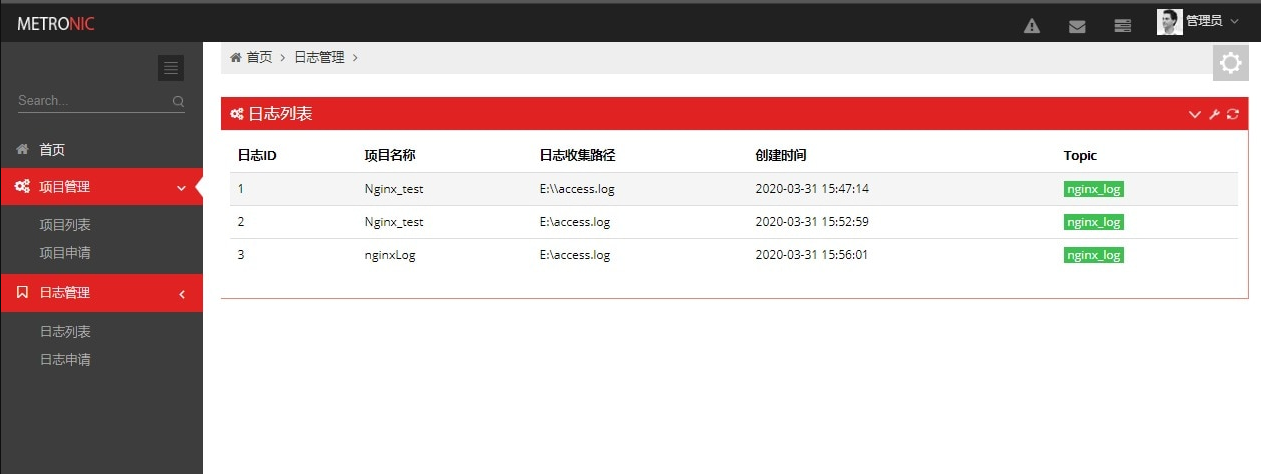 METRONIC
管理员
Search...
首页
项目管理
项目列表
项目申请
日志管理
日志列表
日志申请
首页 > 日志管理 >
日志列表
日志ID 项目名称 日志收集路径 创建时间 Topic
1 Nginx_test E:\\access.log 2020-03-31 15:47:14 nginx_log
2 Nginx_test E:\access.log 2020-03-31 15:52:59 nginx_log
3 nginxLog E:\access.log 2020-03-31 15:56:01 nginx_log